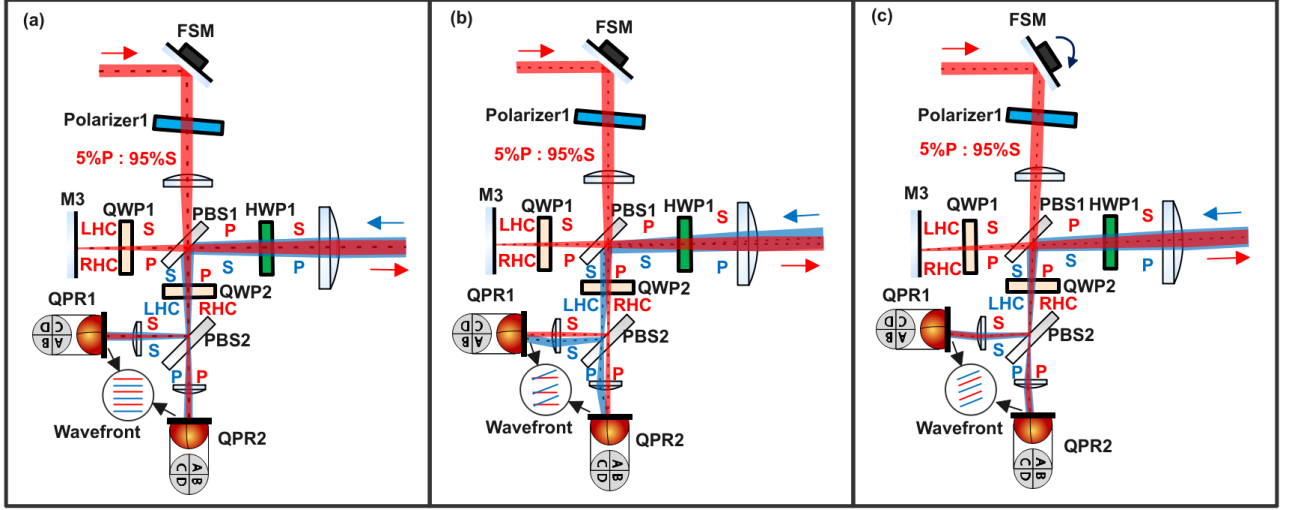 (a)
FSM
Polarizer1
5%P : 95%S
M3
QWP1
PBS1
HWP1
LHC S P S
RHC P S P
S P
QWP2
LHC RHC
QPR1
S
S
PBS2
A B C D
P P
Wavefront
QPR2
A B C D
(b)
FSM
Polarizer1
5%P : 95%S
M3
QWP1
PBS1
HWP1
LHC S P S
RHC P S P
S P
QWP2
LHC RHC
QPR1
S
S
PBS2
A B C D
P P
Wavefront
QPR2
A B C D
(c)
FSM
Polarizer1
5%P : 95%S
M3
QWP1
PBS1
HWP1
LHC S P S
RHC P S P
S P
QWP2
LHC RHC
QPR1
S
S
PBS2
A B C D
P P
Wavefront
QPR2
A B C D